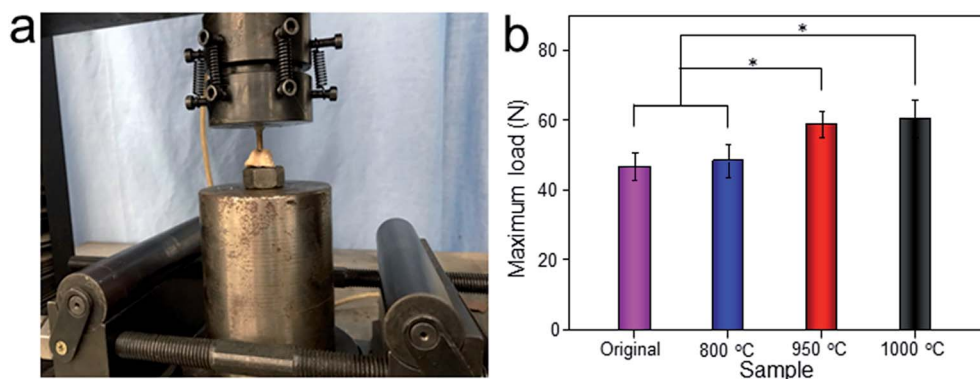 a
b
*
*
80
60
40
20
0
Maximum load (N)
Original
800 °C
950 °C
1000 °C
Sample